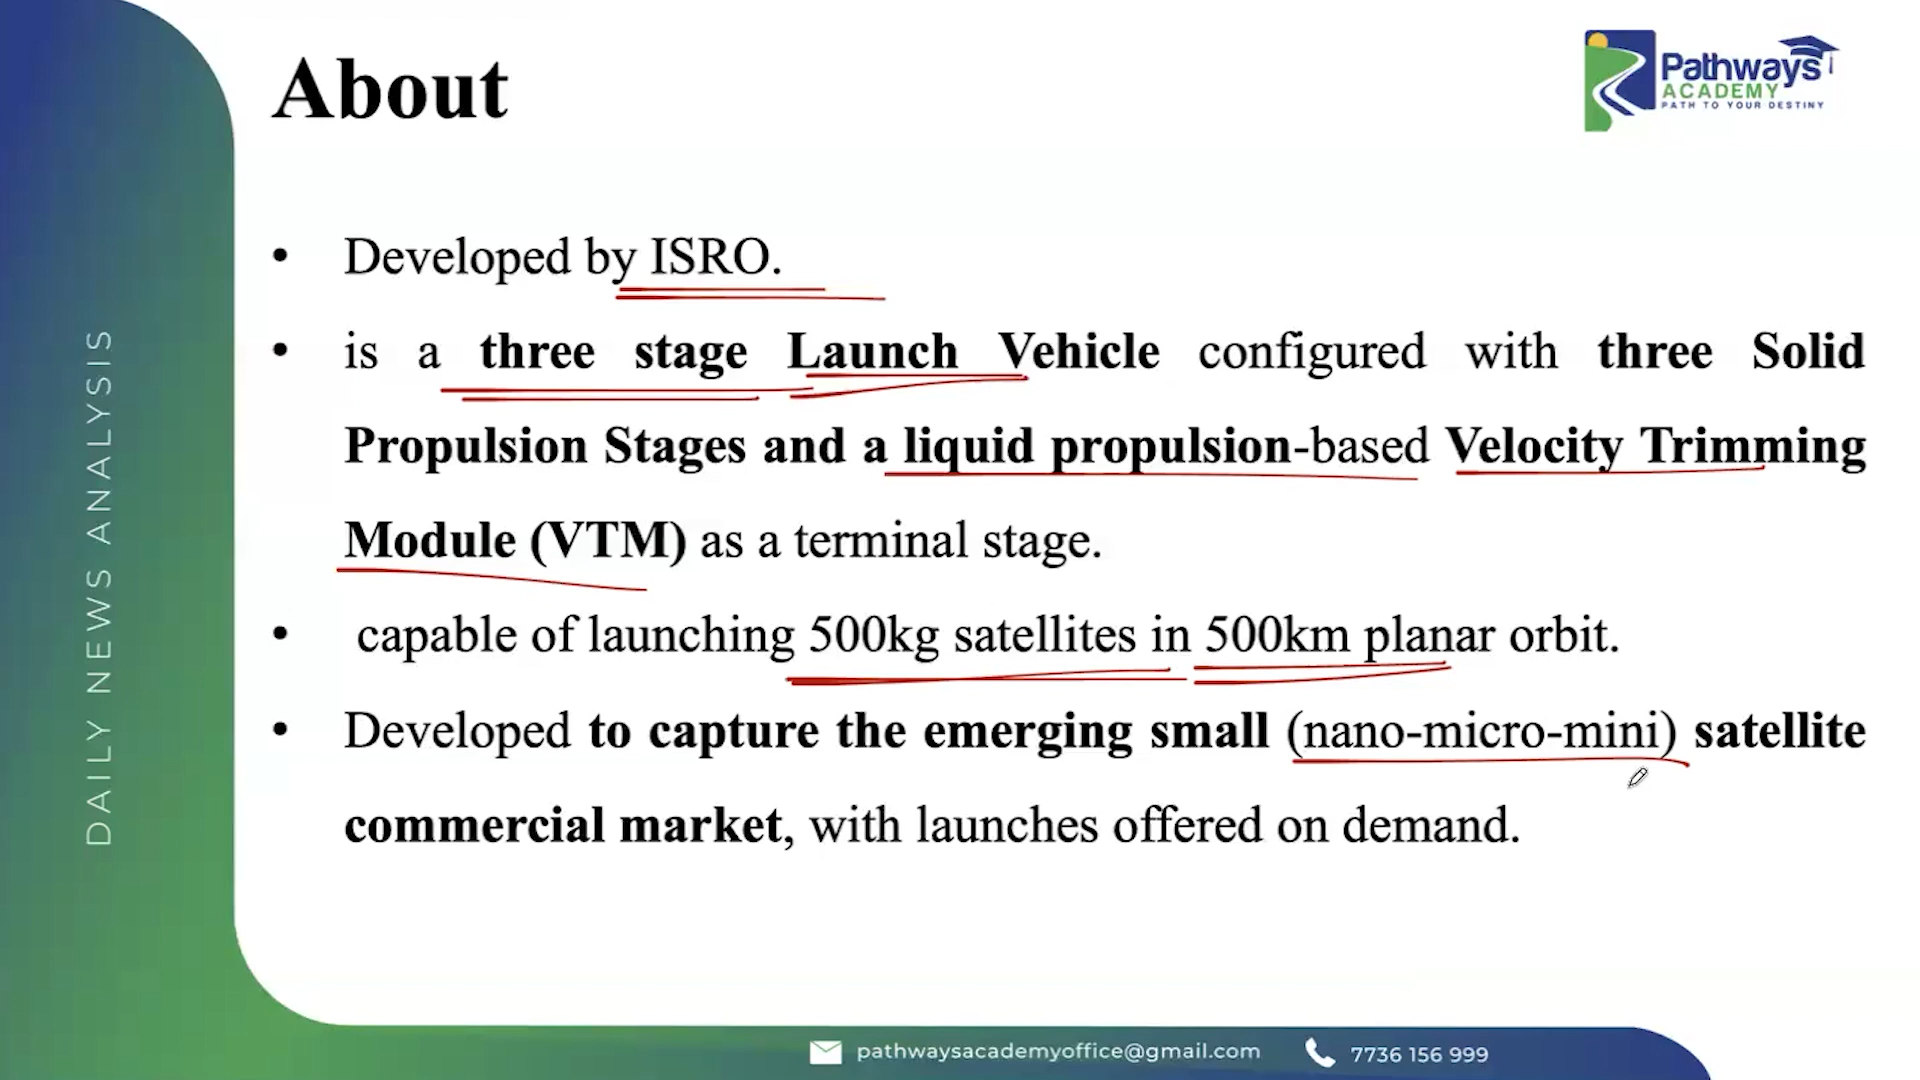 About
Pathways
ACADEMY
PATH TO YOUR DESTINY
• Developed by ISRO.
• is a three stage Launch Vehicle configured with three Solid
Propulsion Stages and a liquid propulsion-based Velocity Trimming
Module (VTM) as a terminal stage.
• capable of launching 500kg satellites in 500km planar orbit.
• Developed to capture the emerging small (nano-micro-mini) satellite
commercial market, with launches offered on demand.
DAILY NEWS ANALYSIS
pathwaysacademyoffice@gmail.com
7736 156 999